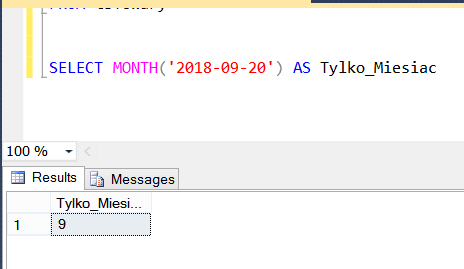 SELECT MONTH('2018-09-20') AS Tylko_Miesiac
100 %
Results Messages
Tylko_Miesi...
1 9